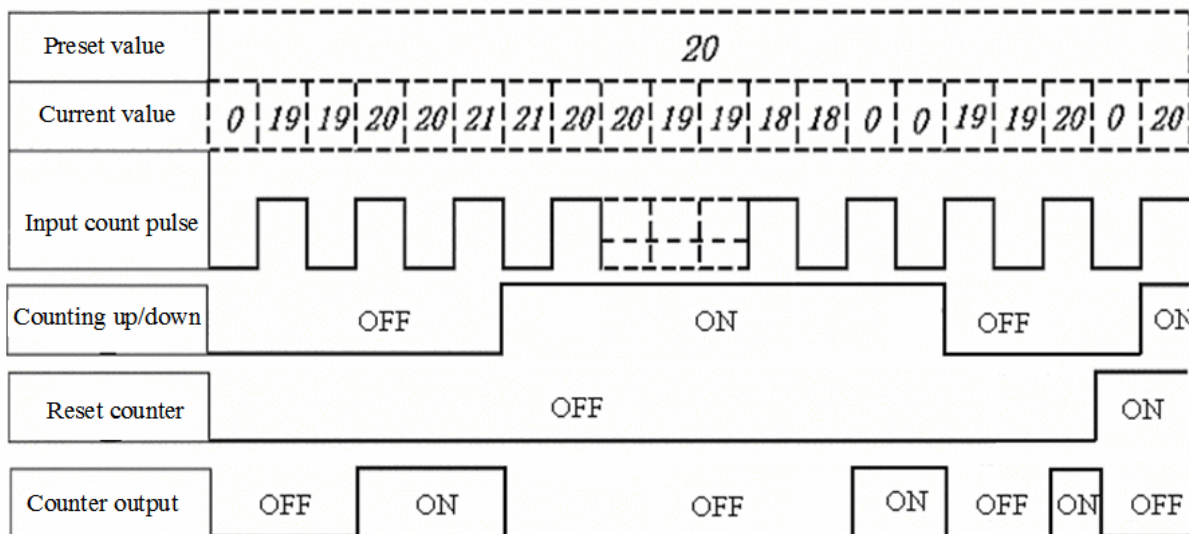 Preset value
20
Current value
0 19 19 20 20 21 21 20 20 19 19 18 18 0 0 19 19 20 0 20
Input count pulse
Counting up/down
OFF ON OFF ON
Reset counter
OFF ON
Counter output
OFF ON OFF ON OFF ON OFF